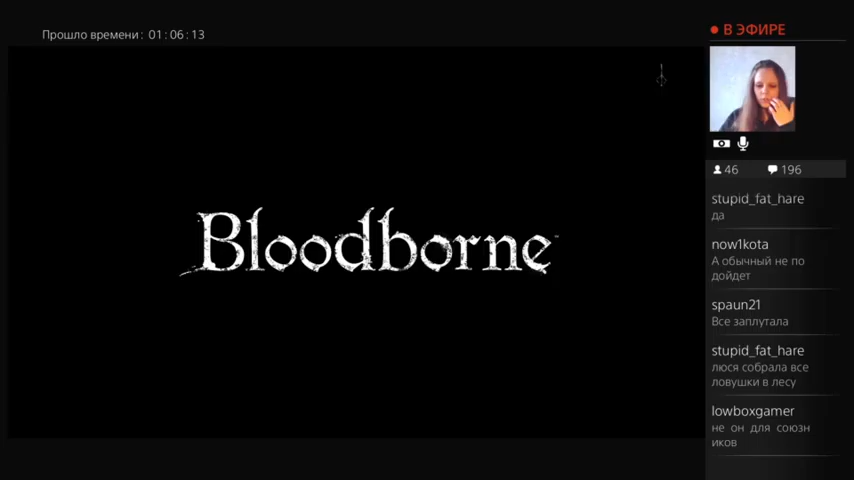 Прошло времени: 01:06:13
В ЭФИРЕ
Bloodborne™
46 196
stupid_fat_hare
да
now1kota
А обычный не по
дойдет
spaun21
Все заплутала
stupid_fat_hare
люся собрала все
ловушки в лесу
lowboxgamer
не он для союзн
иков